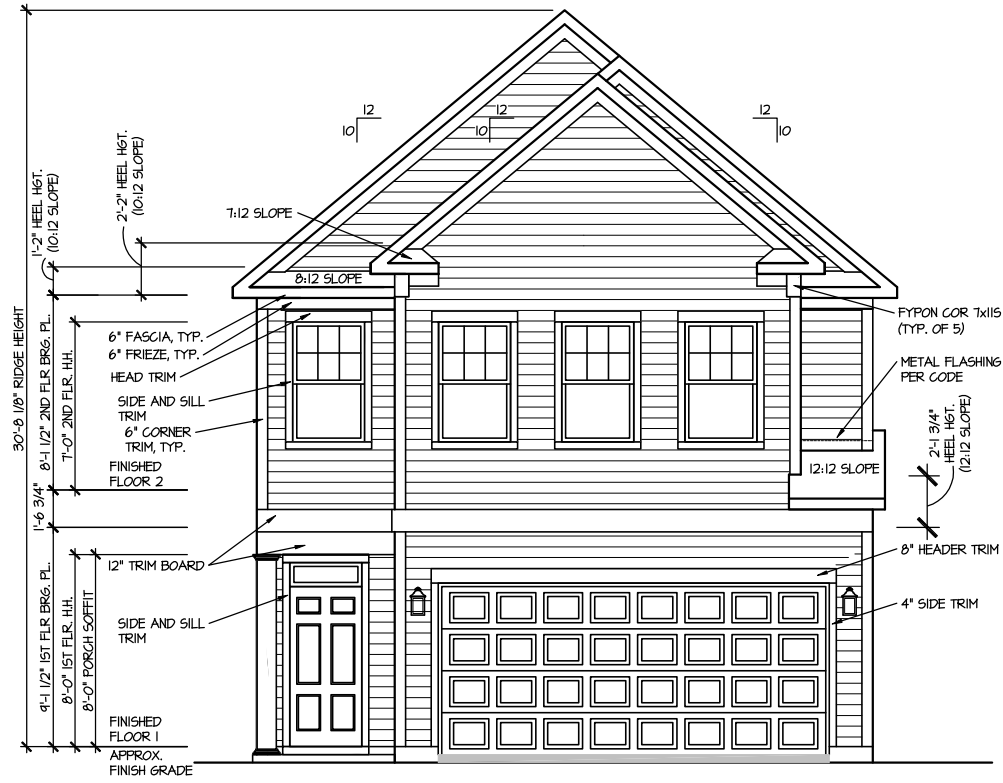 12
10
12
10
12
10
1'-2" HEEL HGT.
(10:12 SLOPE)
2'-2" HEEL HGT.
(10:12 SLOPE)
7:12 SLOPE
8:12 SLOPE
30'-8 1/8" RIDGE HEIGHT
8'-1 1/2" 2ND FLR BRG. PL.
7'-0" 2ND FLR. H.H.
6" FASCIA, TYP.
6" FRIEZE, TYP.
HEAD TRIM
SIDE AND SILL
TRIM
6" CORNER
TRIM, TYP.
FINISHED
FLOOR 2
1'-6 3/4"
FYPON COR 7x11S
(TYP. OF 5)
METAL FLASHING
PER CODE
2'-1 3/4"
HEEL HGT.
(12:12 SLOPE)
12:12 SLOPE
12" TRIM BOARD
8" HEADER TRIM
4" SIDE TRIM
SIDE AND SILL
TRIM
9'-1 1/2" 1ST FLR BRG. PL.
8'-0" 1ST FLR. H.H.
8'-0" PORCH SOFFIT
FINISHED
FLOOR 1
APPROX.
FINISH GRADE